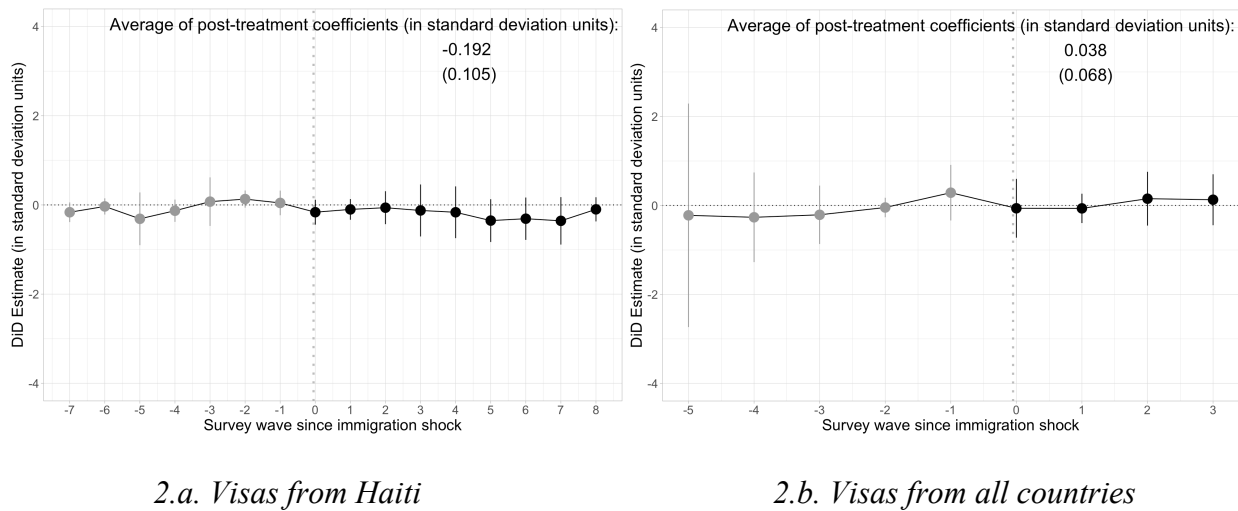 Average of post-treatment coefficients (in standard deviation units):
-0.192
(0.105)
DiD Estimate (in standard deviation units)
4
2
0
-2
-4
-7 -6 -5 -4 -3 -2 -1 0 1 2 3 4 5 6 7 8
Survey wave since immigration shock
2.a. Visas from Haiti
Average of post-treatment coefficients (in standard deviation units):
0.038
(0.068)
DiD Estimate (in standard deviation units)
4
2
0
-2
-4
-5 -4 -3 -2 -1 0 1 2 3
Survey wave since immigration shock
2.b. Visas from all countries